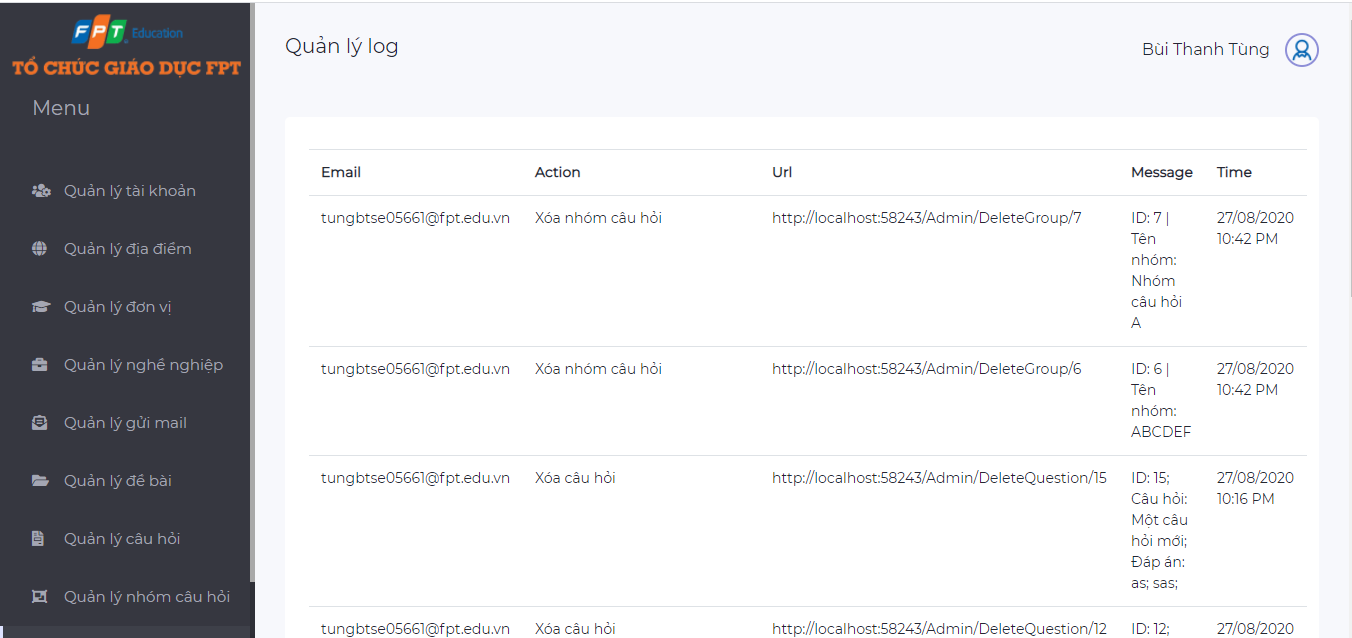 FPT Education
TỔ CHỨC GIÁO DỤC FPT
Menu
Quản lý tài khoản
Quản lý địa điểm
Quản lý đơn vị
Quản lý nghề nghiệp
Quản lý gửi mail
Quản lý đề bài
Quản lý câu hỏi
Quản lý nhóm câu hỏi
Quản lý log
Bùi Thanh Tùng
Email Action Url Message Time
tungbtse05661@fpt.edu.vn Xóa nhóm câu hỏi http://localhost:58243/Admin/DeleteGroup/7 ID: 7 | 27/08/2020
Tên 10:42 PM
nhóm:
Nhóm
câu hỏi
A
tungbtse05661@fpt.edu.vn Xóa nhóm câu hỏi http://localhost:58243/Admin/DeleteGroup/6 ID: 6 | 27/08/2020
Tên 10:42 PM
nhóm:
ABCDEF
tungbtse05661@fpt.edu.vn Xóa câu hỏi http://localhost:58243/Admin/DeleteQuestion/15 ID: 15; 27/08/2020
Câu hỏi: 10:16 PM
Một câu
hỏi mới;
Đáp án:
as; sas;
tungbtse05661@fpt.edu.vn Xóa câu hỏi http://localhost:58243/Admin/DeleteQuestion/12 ID: 12; 27/08/2020